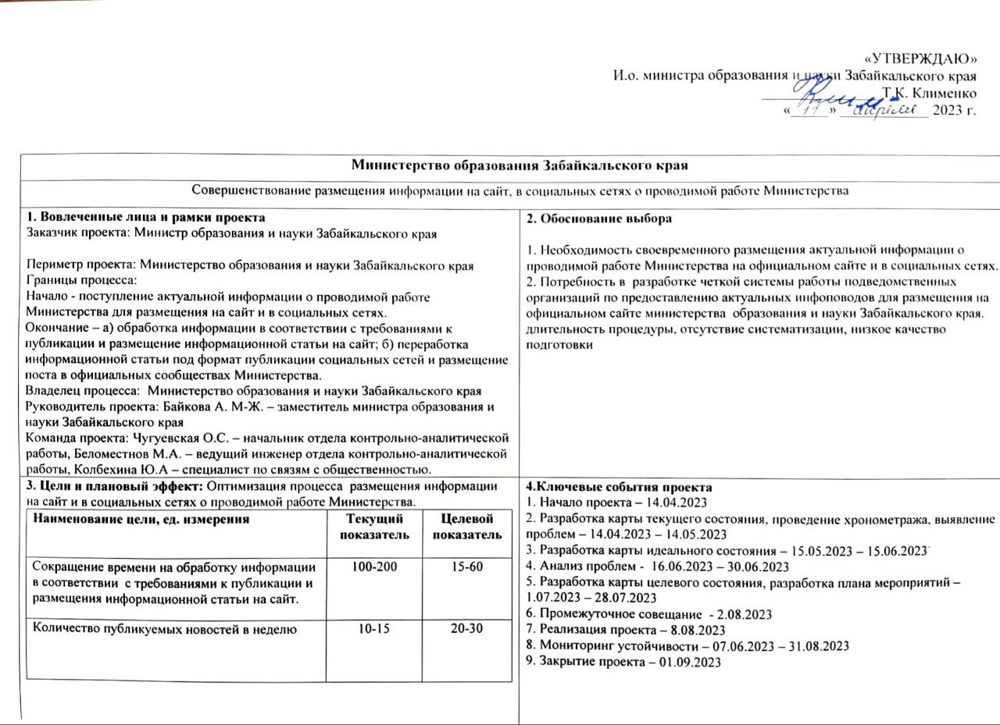 «УТВЕРЖДАЮ»
И.о. министра образования и науки Забайкальского края
Т.К. Клименко
« 17 » апреля 2023 г.
Министерство образования Забайкальского края
Совершенствование размещения информации на сайт, в социальных сетях о проводимой работе Министерства
1. Вовлеченные лица и рамки проекта
Заказчик проекта: Министр образования и науки Забайкальского края
Периметр проекта: Министерство образования и науки Забайкальского края
Границы процесса:
Начало - поступление актуальной информации о проводимой работе
Министерства для размещения на сайт и в социальных сетях.
Окончание – а) обработка информации в соответствии с требованиями к
публикации и размещение информационной статьи на сайт; б) переработка
информационной статьи под формат публикации социальных сетей и размещение
поста в официальных сообществах Министерства.
Владелец процесса: Министерство образования и науки Забайкальского края
Руководитель проекта: Байкова А. М-Ж. – заместитель министра образования и
науки Забайкальского края
Команда проекта: Чугуевская О.С. – начальник отдела контрольно-аналитической
работы, Беломестнов М.А. – ведущий инженер отдела контрольно-аналитической
работы, Колбехина Ю.А – специалист по связям с общественностью.
2. Обоснование выбора
1. Необходимость своевременного размещения актуальной информации о
проводимой работе Министерства на официальном сайте и в социальных сетях.
2. Потребность в разработке четкой системы работы подведомственных
организаций по предоставлению актуальных инфоповодов для размещения на
официальном сайте министерства образования и науки Забайкальского края.
длительность процедуры, отсутствие систематизации, низкое качество
подготовки
3. Цели и плановый эффект: Оптимизация процесса размещения информации
на сайт и в социальных сетях о проводимой работе Министерства.
Наименование цели, ед. измерения Текущий показатель Целевой показатель
Сокращение времени на обработку информации 100-200 15-60
в соответствии с требованиями к публикации и
размещения информационной статьи на сайт.
Количество публикуемых новостей в неделю 10-15 20-30
4.Ключевые события проекта
1. Начало проекта – 14.04.2023
2. Разработка карты текущего состояния, проведение хронометража, выявление
проблем – 14.04.2023 – 14.05.2023
3. Разработка карты идеального состояния – 15.05.2023 – 15.06.2023
4. Анализ проблем - 16.06.2023 – 30.06.2023
5. Разработка карты целевого состояния, разработка плана мероприятий –
1.07.2023 – 28.07.2023
6. Промежуточное совещание - 2.08.2023
7. Реализация проекта – 8.08.2023
8. Мониторинг устойчивости – 07.06.2023 – 31.08.2023
9. Закрытие проекта – 01.09.2023